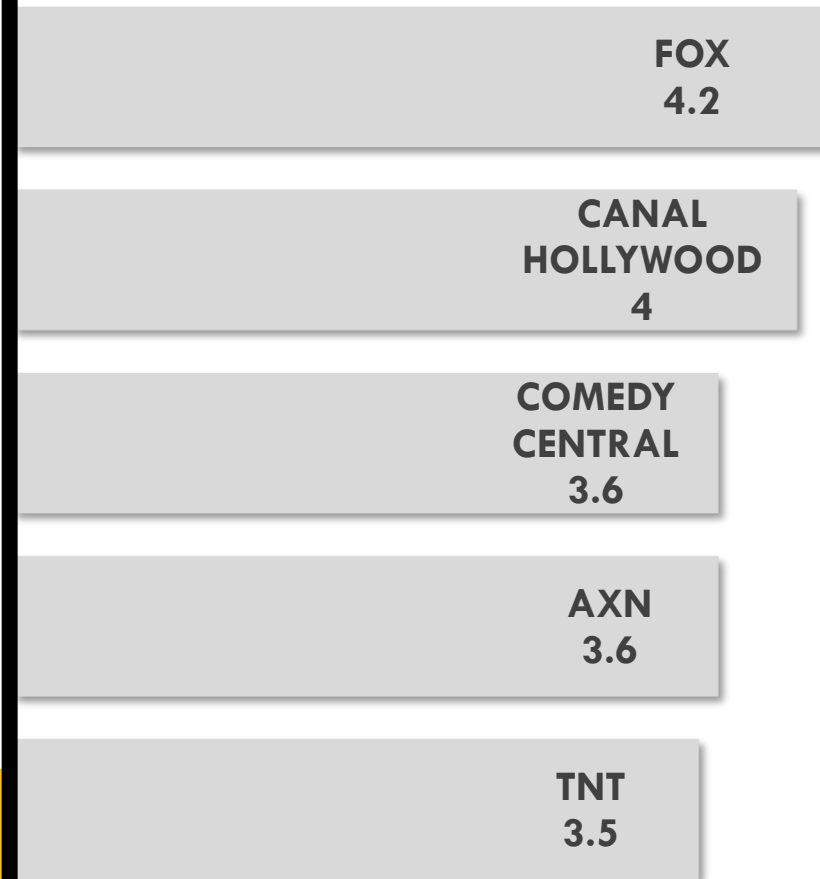 FOX
4.2
CANAL
HOLLYWOOD
4
COMEDY
CENTRAL
3.6
AXN
3.6
TNT
3.5